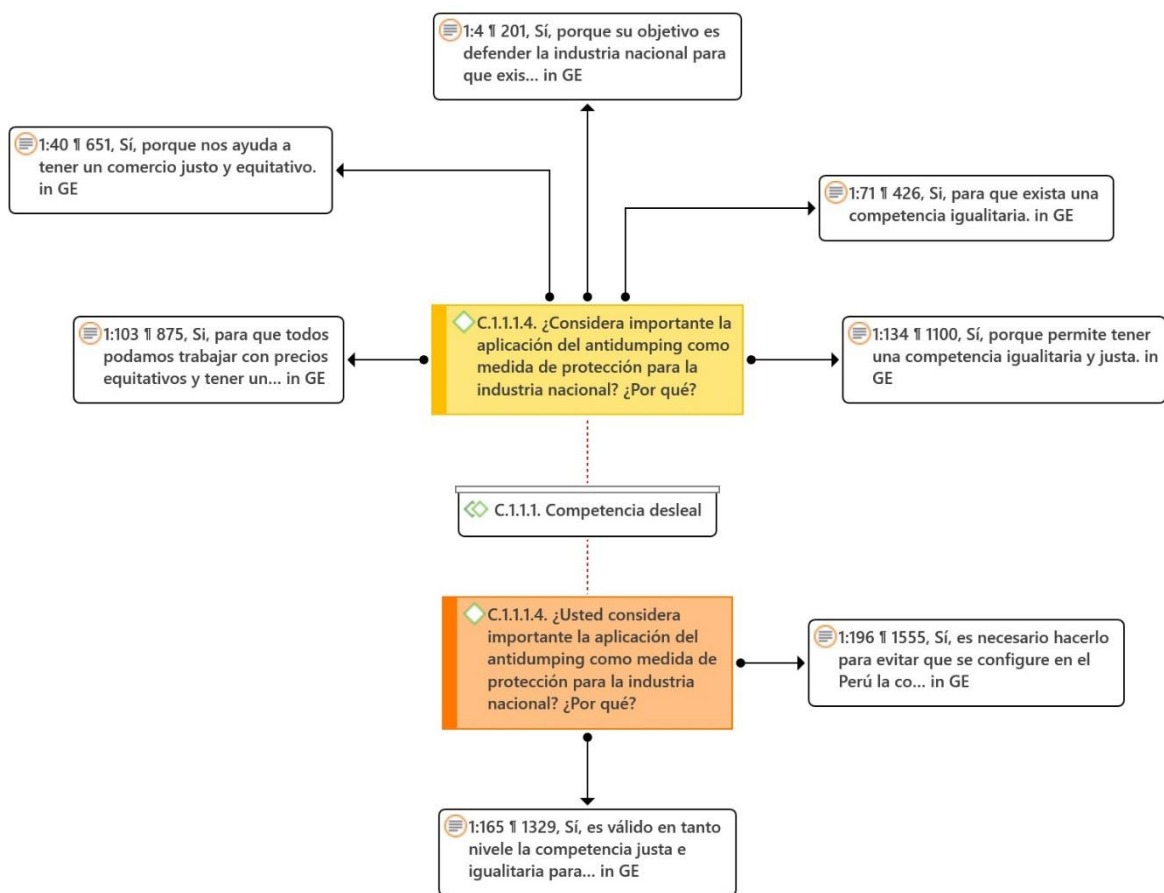 1:4 ¶ 201, Sí, porque su objetivo es
defender la industria nacional para
que exis... in GE
1:40 ¶ 651, Sí, porque nos ayuda a
tener un comercio justo y equitativo.
in GE
1:71 ¶ 426, Si, para que exista una
competencia igualitaria. in GE
1:103 ¶ 875, Si, para que todos
podamos trabajar con precios
equitativos y tener un... in GE
C.1.1.1.4. ¿Considera importante la
aplicación del antidumping como
medida de protección para la
industria nacional? ¿Por qué?
1:134 ¶ 1100, Sí, porque permite tener
una competencia igualitaria y justa. in
GE
C.1.1.1. Competencia desleal
C.1.1.1.4. ¿Usted considera
importante la aplicación del
antidumping como medida de
protección para la industria
nacional? ¿Por qué?
1:196 ¶ 1555, Sí, es necesario hacerlo
para evitar que se configure en el
Perú la co... in GE
1:165 ¶ 1329, Sí, es válido en tanto
nivele la competencia justa e
igualitaria para... in GE